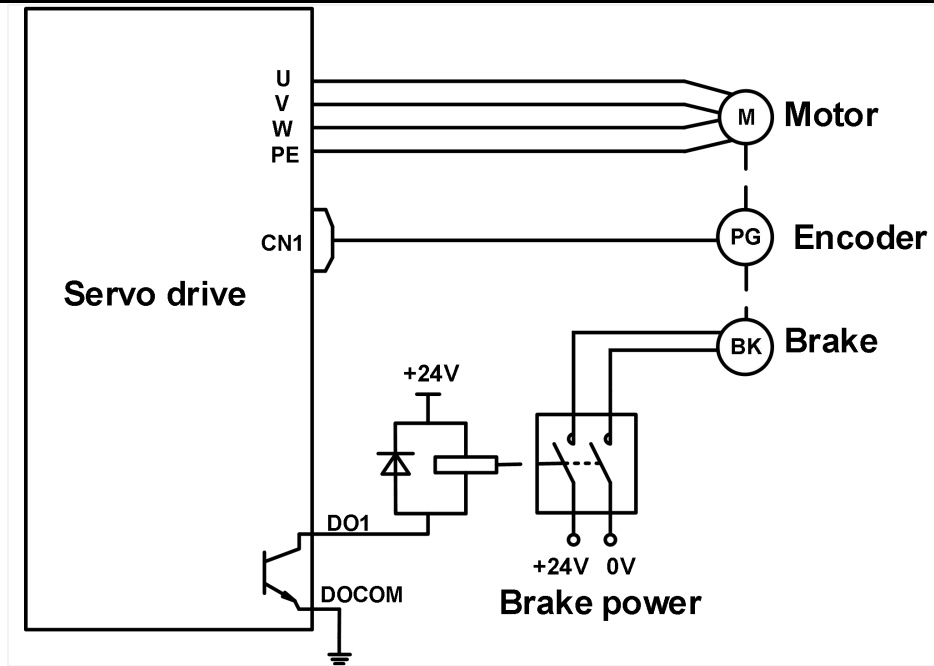 U
V
W
PE
M
Motor
CN1
PG
Encoder
Servo drive
BK
Brake
+24V
DO1
DOCOM
+24V 0V
Brake power